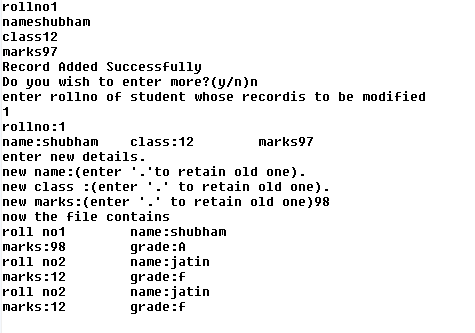 rollno1
nameshubham
class12
marks97
Record Added Successfully
Do you wish to enter more?(y/n)n
enter rollno of student whose recordis to be modified
1
rollno:1
name:shubham    class:12    marks97
enter new details.
new name:(enter '.'to retain old one).
new class :(enter '.' to retain old one).
new marks:(enter '.' to retain old one)98
now the file contains
roll no1    name:shubham
marks:98    grade:A
roll no2    name:jatin
marks:12    grade:f
roll no2    name:jatin
marks:12    grade:f